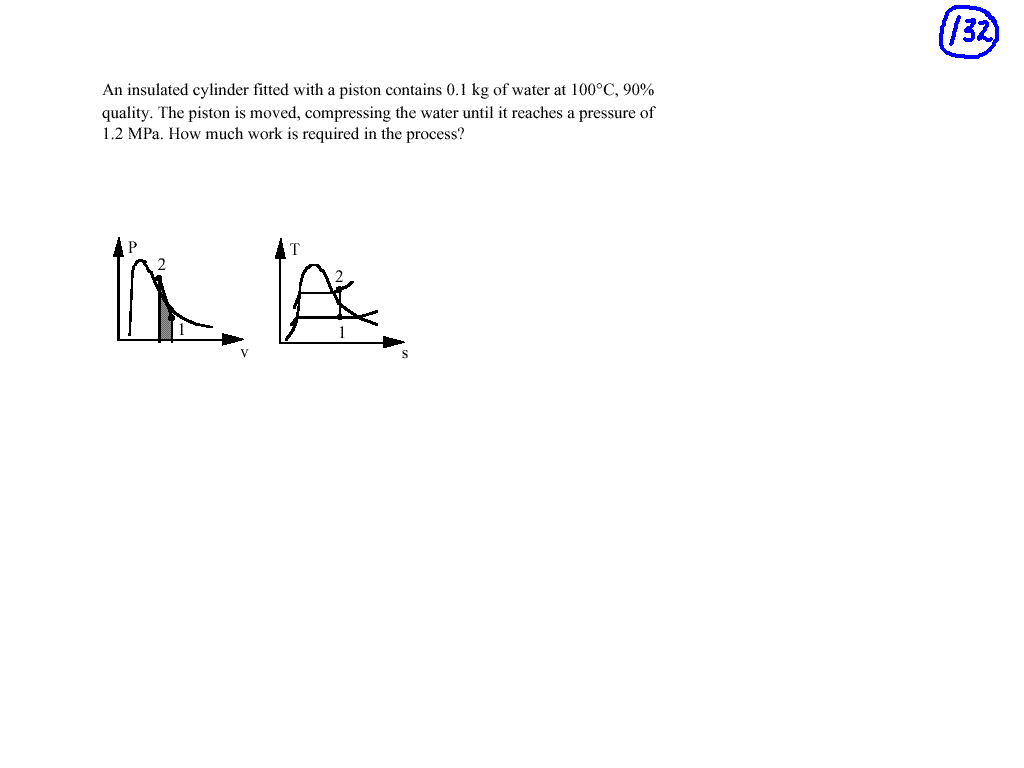 132
An insulated cylinder fitted with a piston contains 0.1 kg of water at 100°C, 90%
quality. The piston is moved, compressing the water until it reaches a pressure of
1.2 MPa. How much work is required in the process?
P
2
1
v
T
2
1
s